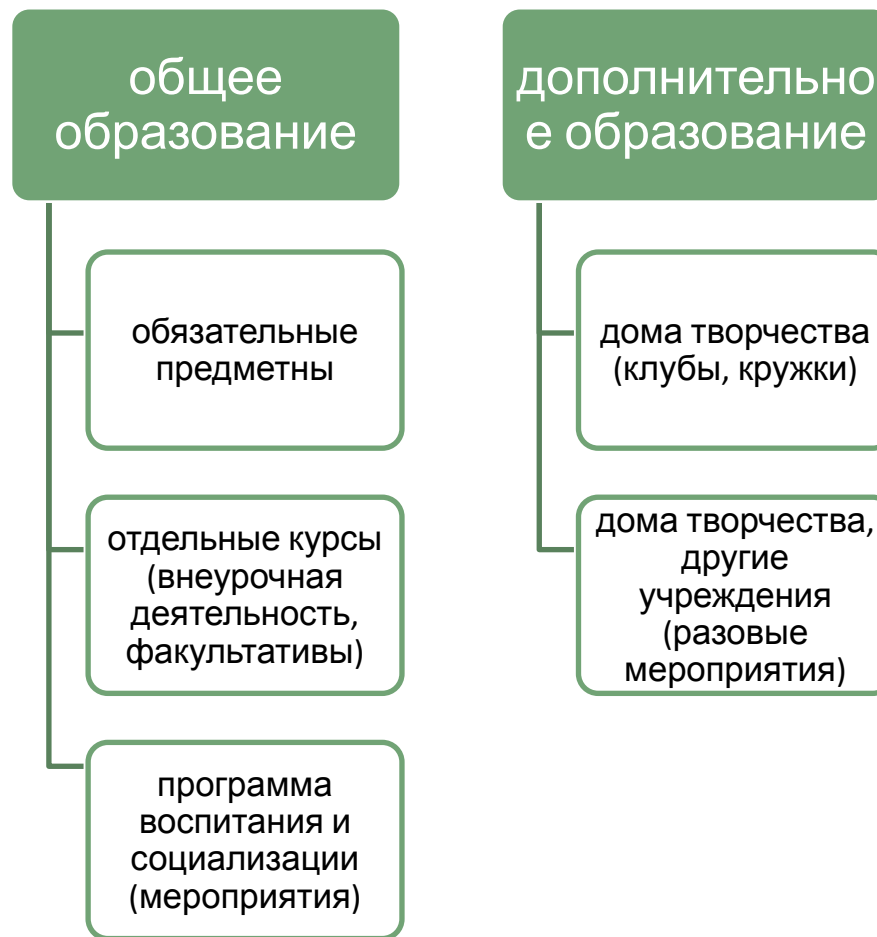 общее
образование
обязательные
предметны
отдельные курсы
(внеурочная
деятельность,
факультативы)
программа
воспитания и
социализации
(мероприятия)
дополнительно
е образование
дома творчества
(клубы, кружки)
дома творчества,
другие
учреждения
(разовые
мероприятия)